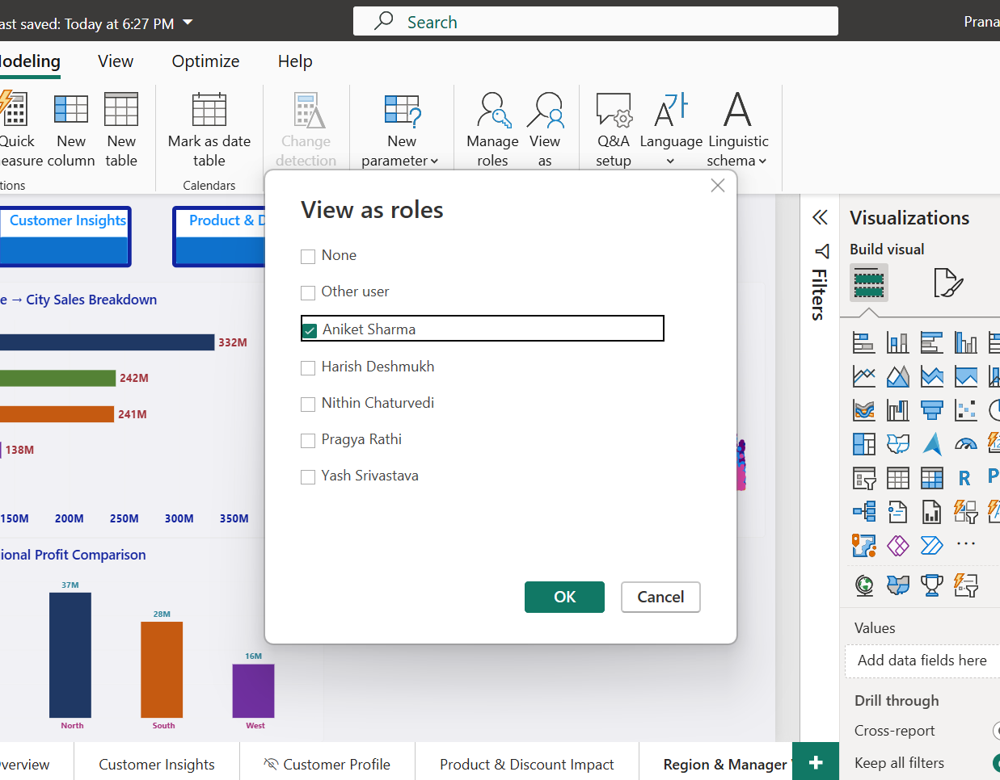 ast saved: Today at 6:27 PM
Search
Prana
odeling
View
Optimize
Help
Quick
easure
New
column
New
table
Mark as date
table
Change
detection
New
parameter
Manage
roles
View
as
Q&A
setup
Language
Linguistic
schema
tions
Calendars
Customer Insights
Product & D
e → City Sales Breakdown
332M
242M
241M
138M
150M
200M
250M
300M
350M
ional Profit Comparison
37M
28M
16M
North
South
West
View as roles
None
Other user
Aniket Sharma
Harish Deshmukh
Nithin Chaturvedi
Pragya Rathi
Yash Srivastava
OK
Cancel
Filters
Visualizations
Build visual
R
P
Values
Add data fields here
Drill through
Cross-report
Keep all filters
verview
Customer Insights
Customer Profile
Product & Discount Impact
Region & Manager